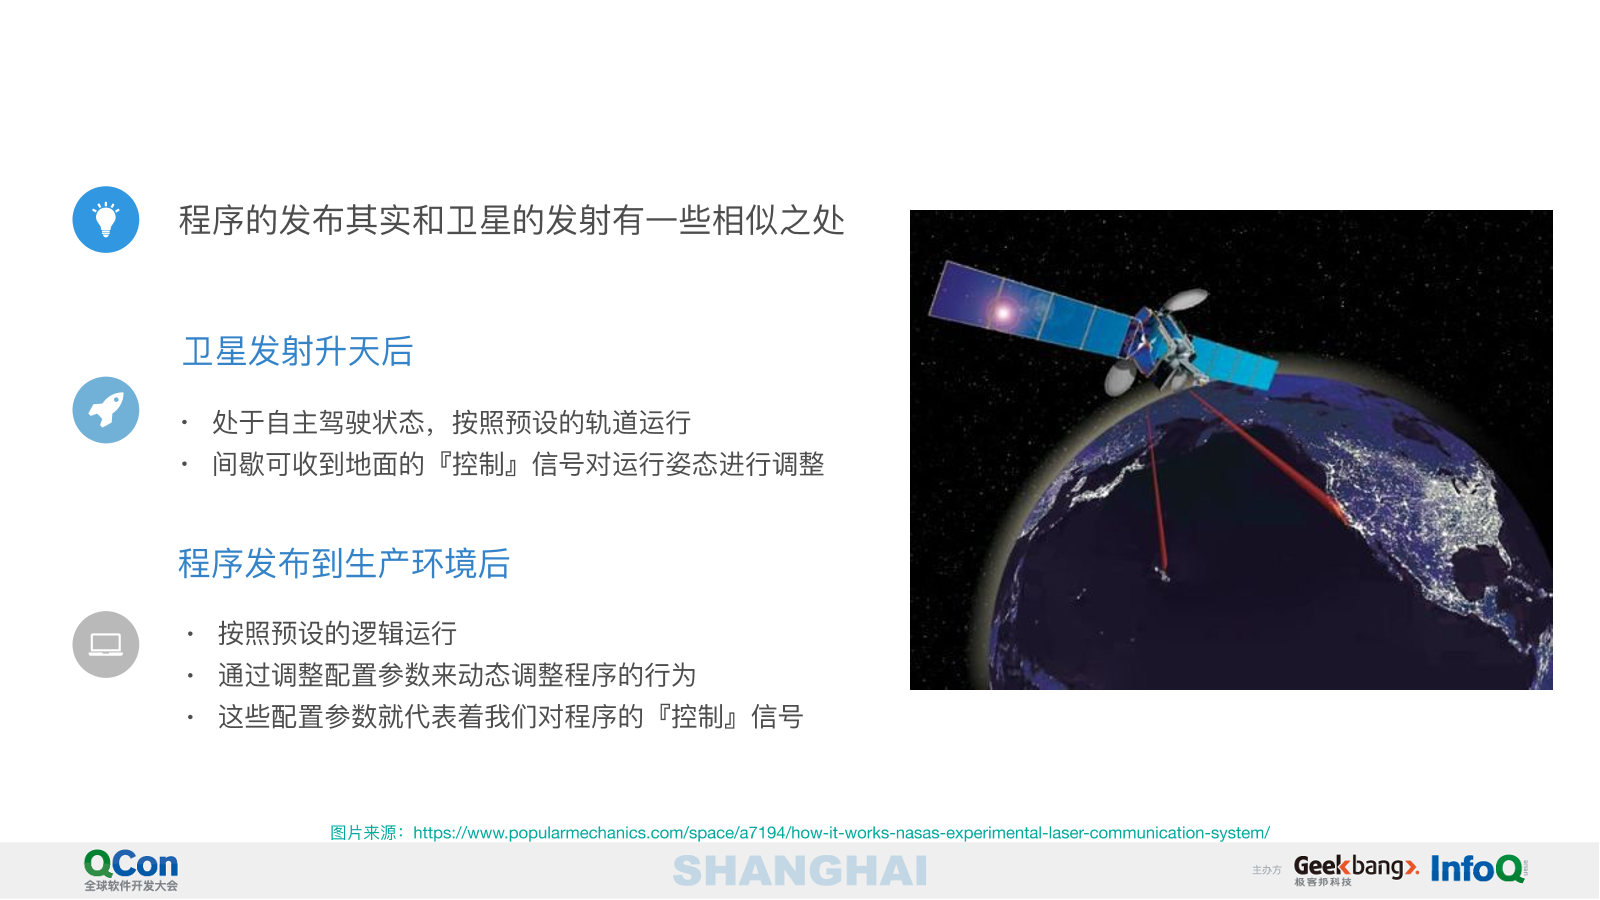 程序的发布其实和卫星的发射有一些相似之处
卫星发射升天后
• 处于自主驾驶状态，按照预设的轨道运行
• 间歇可收到地面的『控制』信号对运行姿态进行调整
程序发布到生产环境后
• 按照预设的逻辑运行
• 通过调整配置参数来动态调整程序的行为
• 这些配置参数就代表着我们对程序的『控制』信号
图片来源：https://www.popularmechanics.com/space/a7194/how-it-works-nasas-experimental-laser-communication-system/
QCon
全球软件开发大会
SHANGHAI
主办方
Geekbang>.
极客邦科技
InfoQ